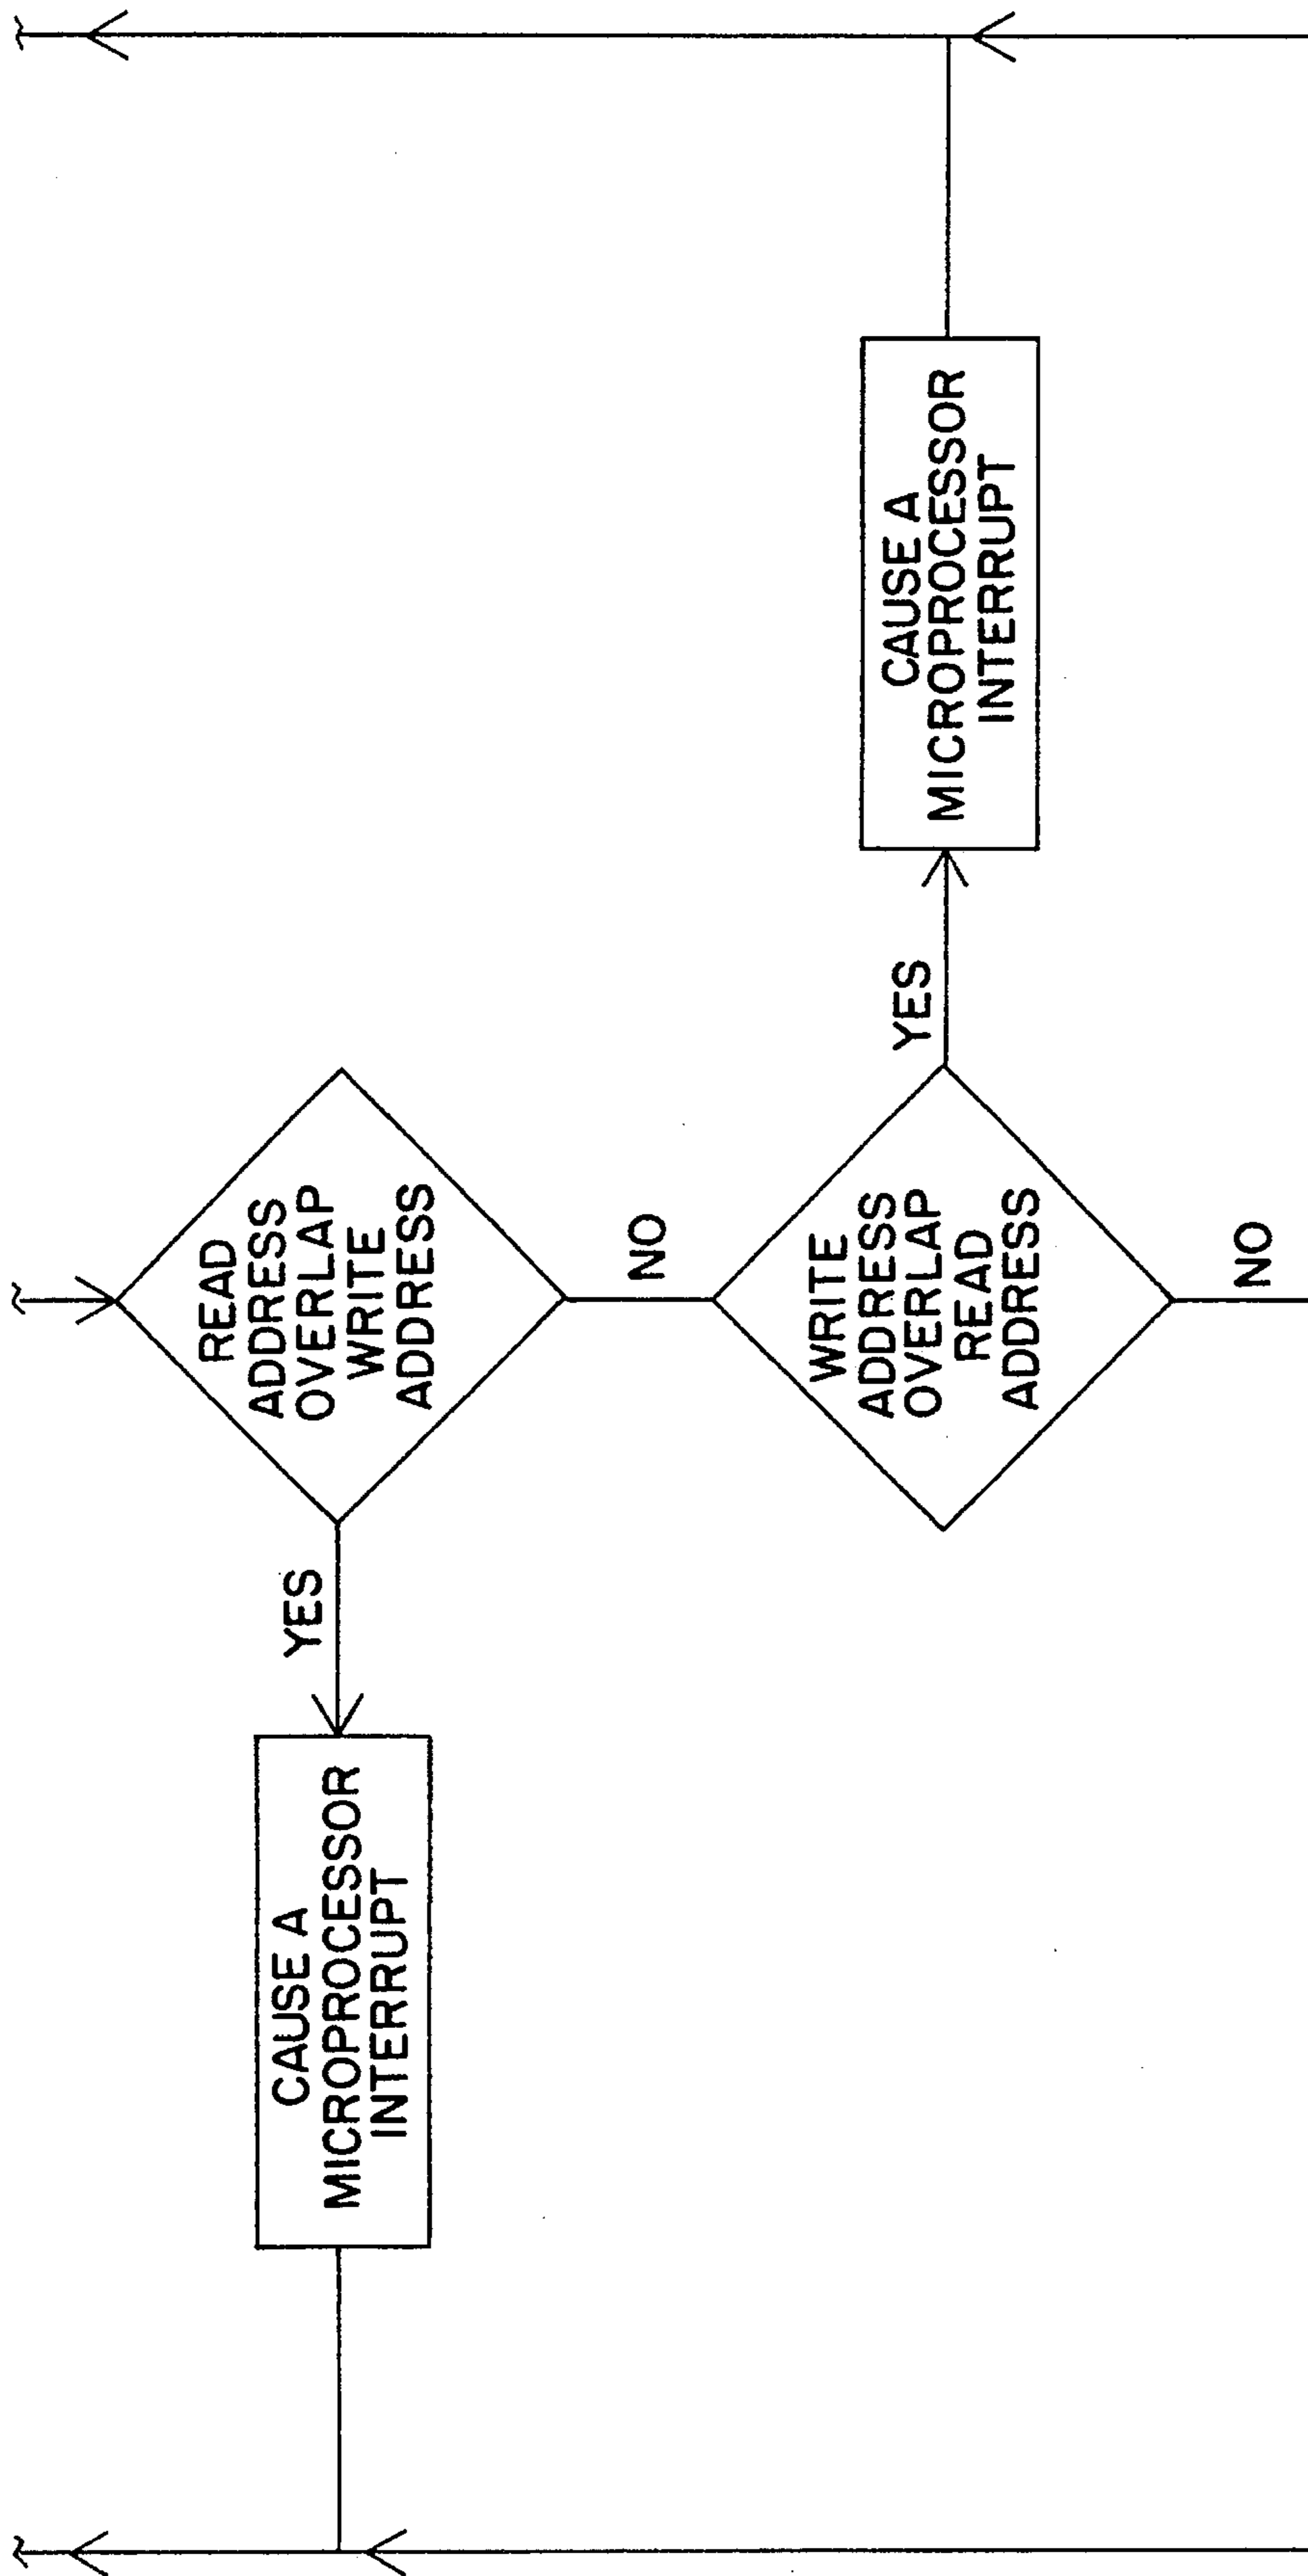 READ
ADDRESS
OVERLAP
WRITE
ADDRESS
YES
CAUSE A
MICROPROCESSOR
INTERRUPT
NO
WRITE
ADDRESS
OVERLAP
READ
ADDRESS
YES
CAUSE A
MICROPROCESSOR
INTERRUPT
NO